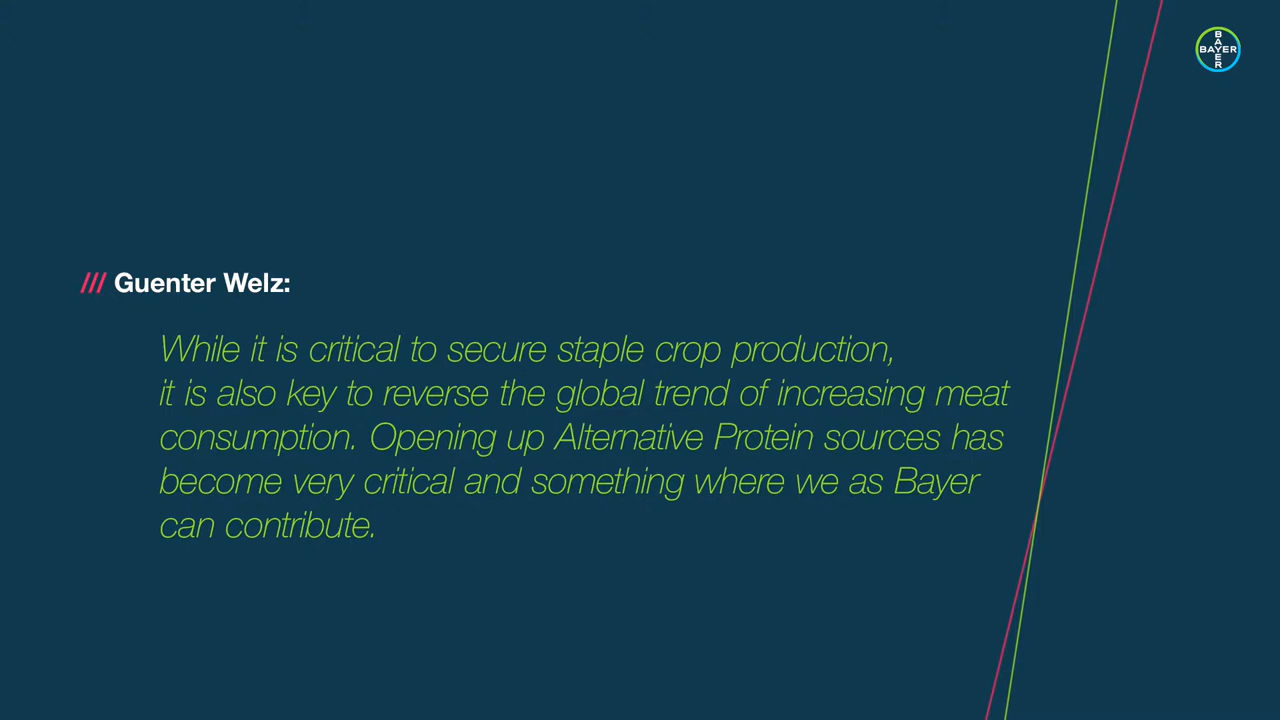 BAYER
BAYER
/// Guenter Welz:
While it is critical to secure staple crop production,
it is also key to reverse the global trend of increasing meat
consumption. Opening up Alternative Protein sources has
become very critical and something where we as Bayer
can contribute.